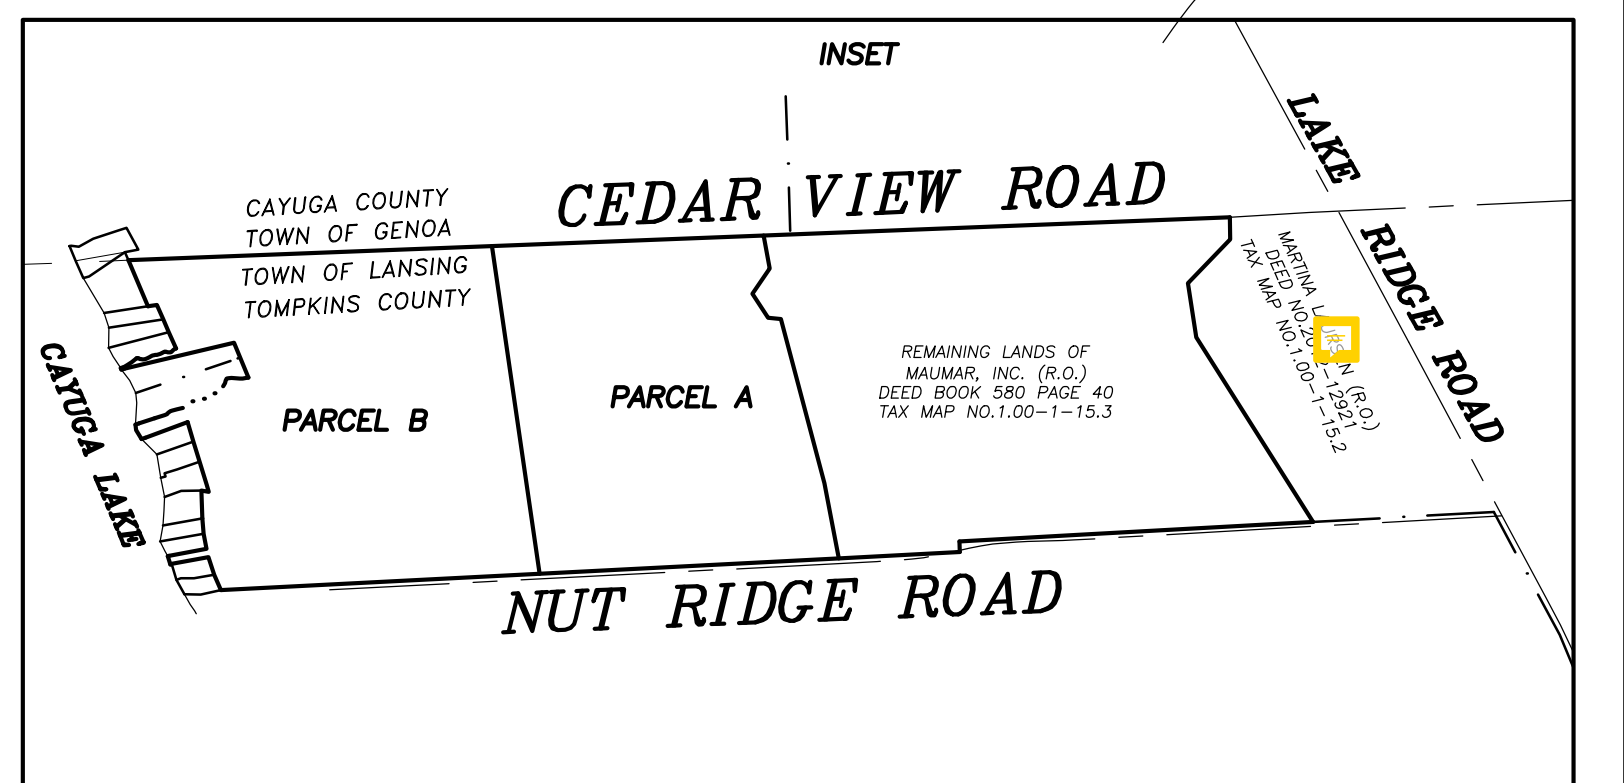 INSET
LAKE RIDGE ROAD
CEDAR VIEW ROAD
CAYUGA COUNTY
TOWN OF GENOA
TOWN OF LANSING
TOMPKINS COUNTY
CAYUGA LAKE
PARCEL B
PARCEL A
REMAINING LANDS OF
MAUMAR, INC. (R.O.)
DEED BOOK 580 PAGE 40
TAX MAP NO.1.00-1-15.3
MARTINA (R.O.)
DEED
TAX MAP NO.1.00-1-15.2
NUT RIDGE ROAD